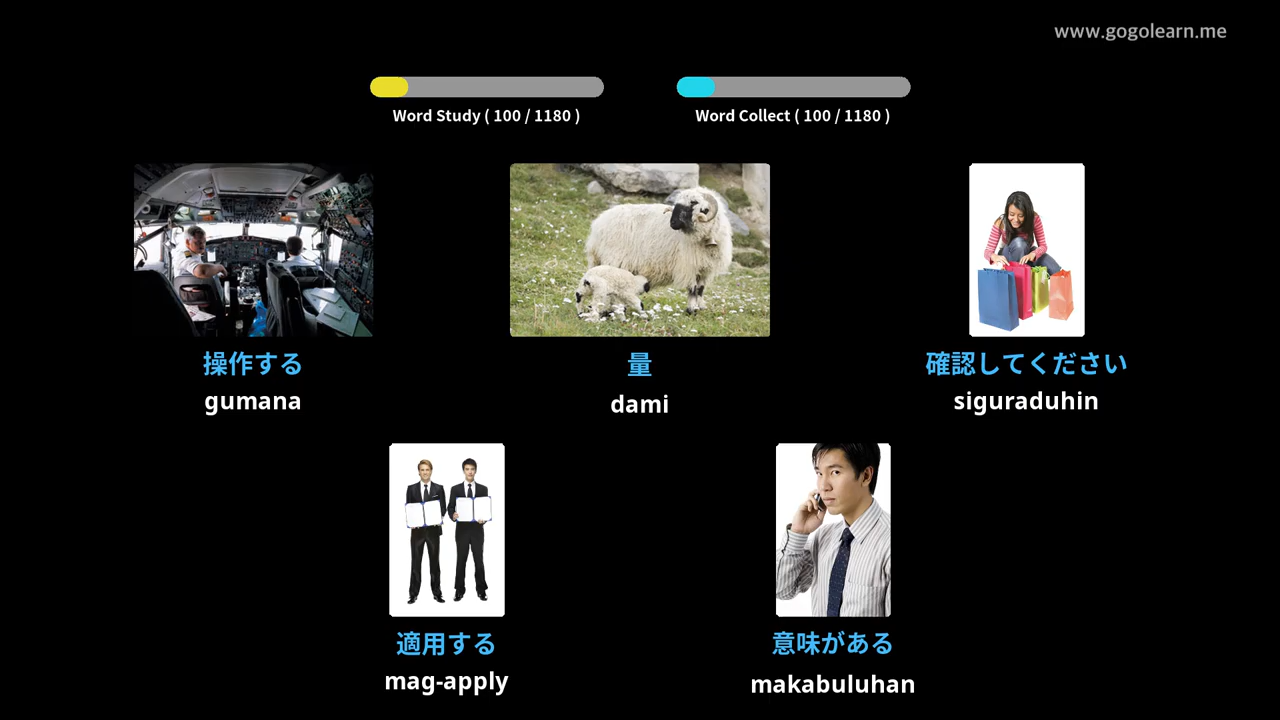 www.gogolearn.me
Word Study ( 100 / 1180 )
Word Collect ( 100 / 1180 )
操作する
gumana
量
dami
確認してください
siguraduhin
適用する
mag-apply
意味がある
makabuluhan